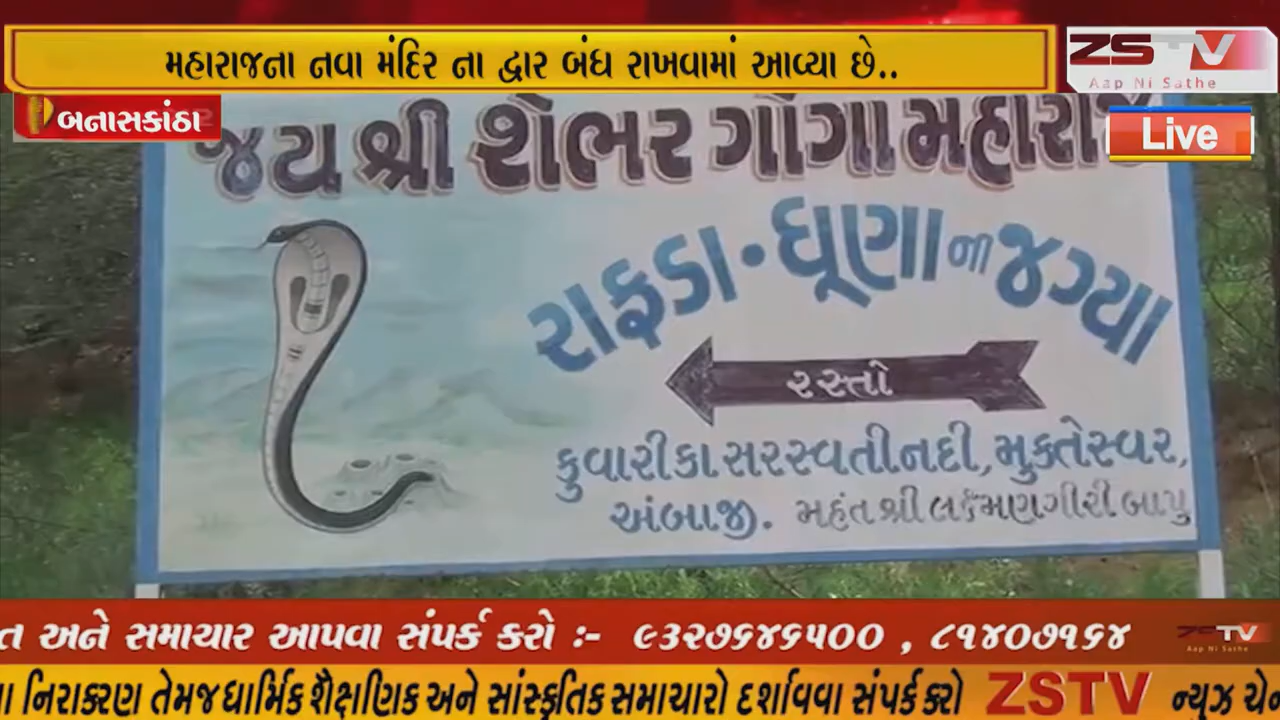 મહારાજના નવા મંદિર ના દ્વાર બંધ રાખવામાં આવ્યા છે..
ZSTV
Aap Ni Sathe
બનાસકાંઠા
Live
જય શ્રી શેભર ગોગા મહારાજ
રાફડા · ધૂણા ની જગ્યા
રસ્તો
કુવારીકા સરસ્વતી નદી, મુક્તેસ્વર,
અંબાજી. મહંત શ્રી લક્ષ્મણગીરી બાપુ
ત અને સમાચાર આપવા સંપર્ક કરો :- ૯૩૨૭૬૪૬૫૦૦ , ૮૧૪૦૭૧૬૪
ZSTV
Aap Ni Sathe
નિરાકરણ તેમજ ધાર્મિક શૈક્ષણિક અને સાંસ્કૃતિક સમાચારો દર્શાવવા સંપર્ક કરો ZSTV ન્યૂઝ ચેન